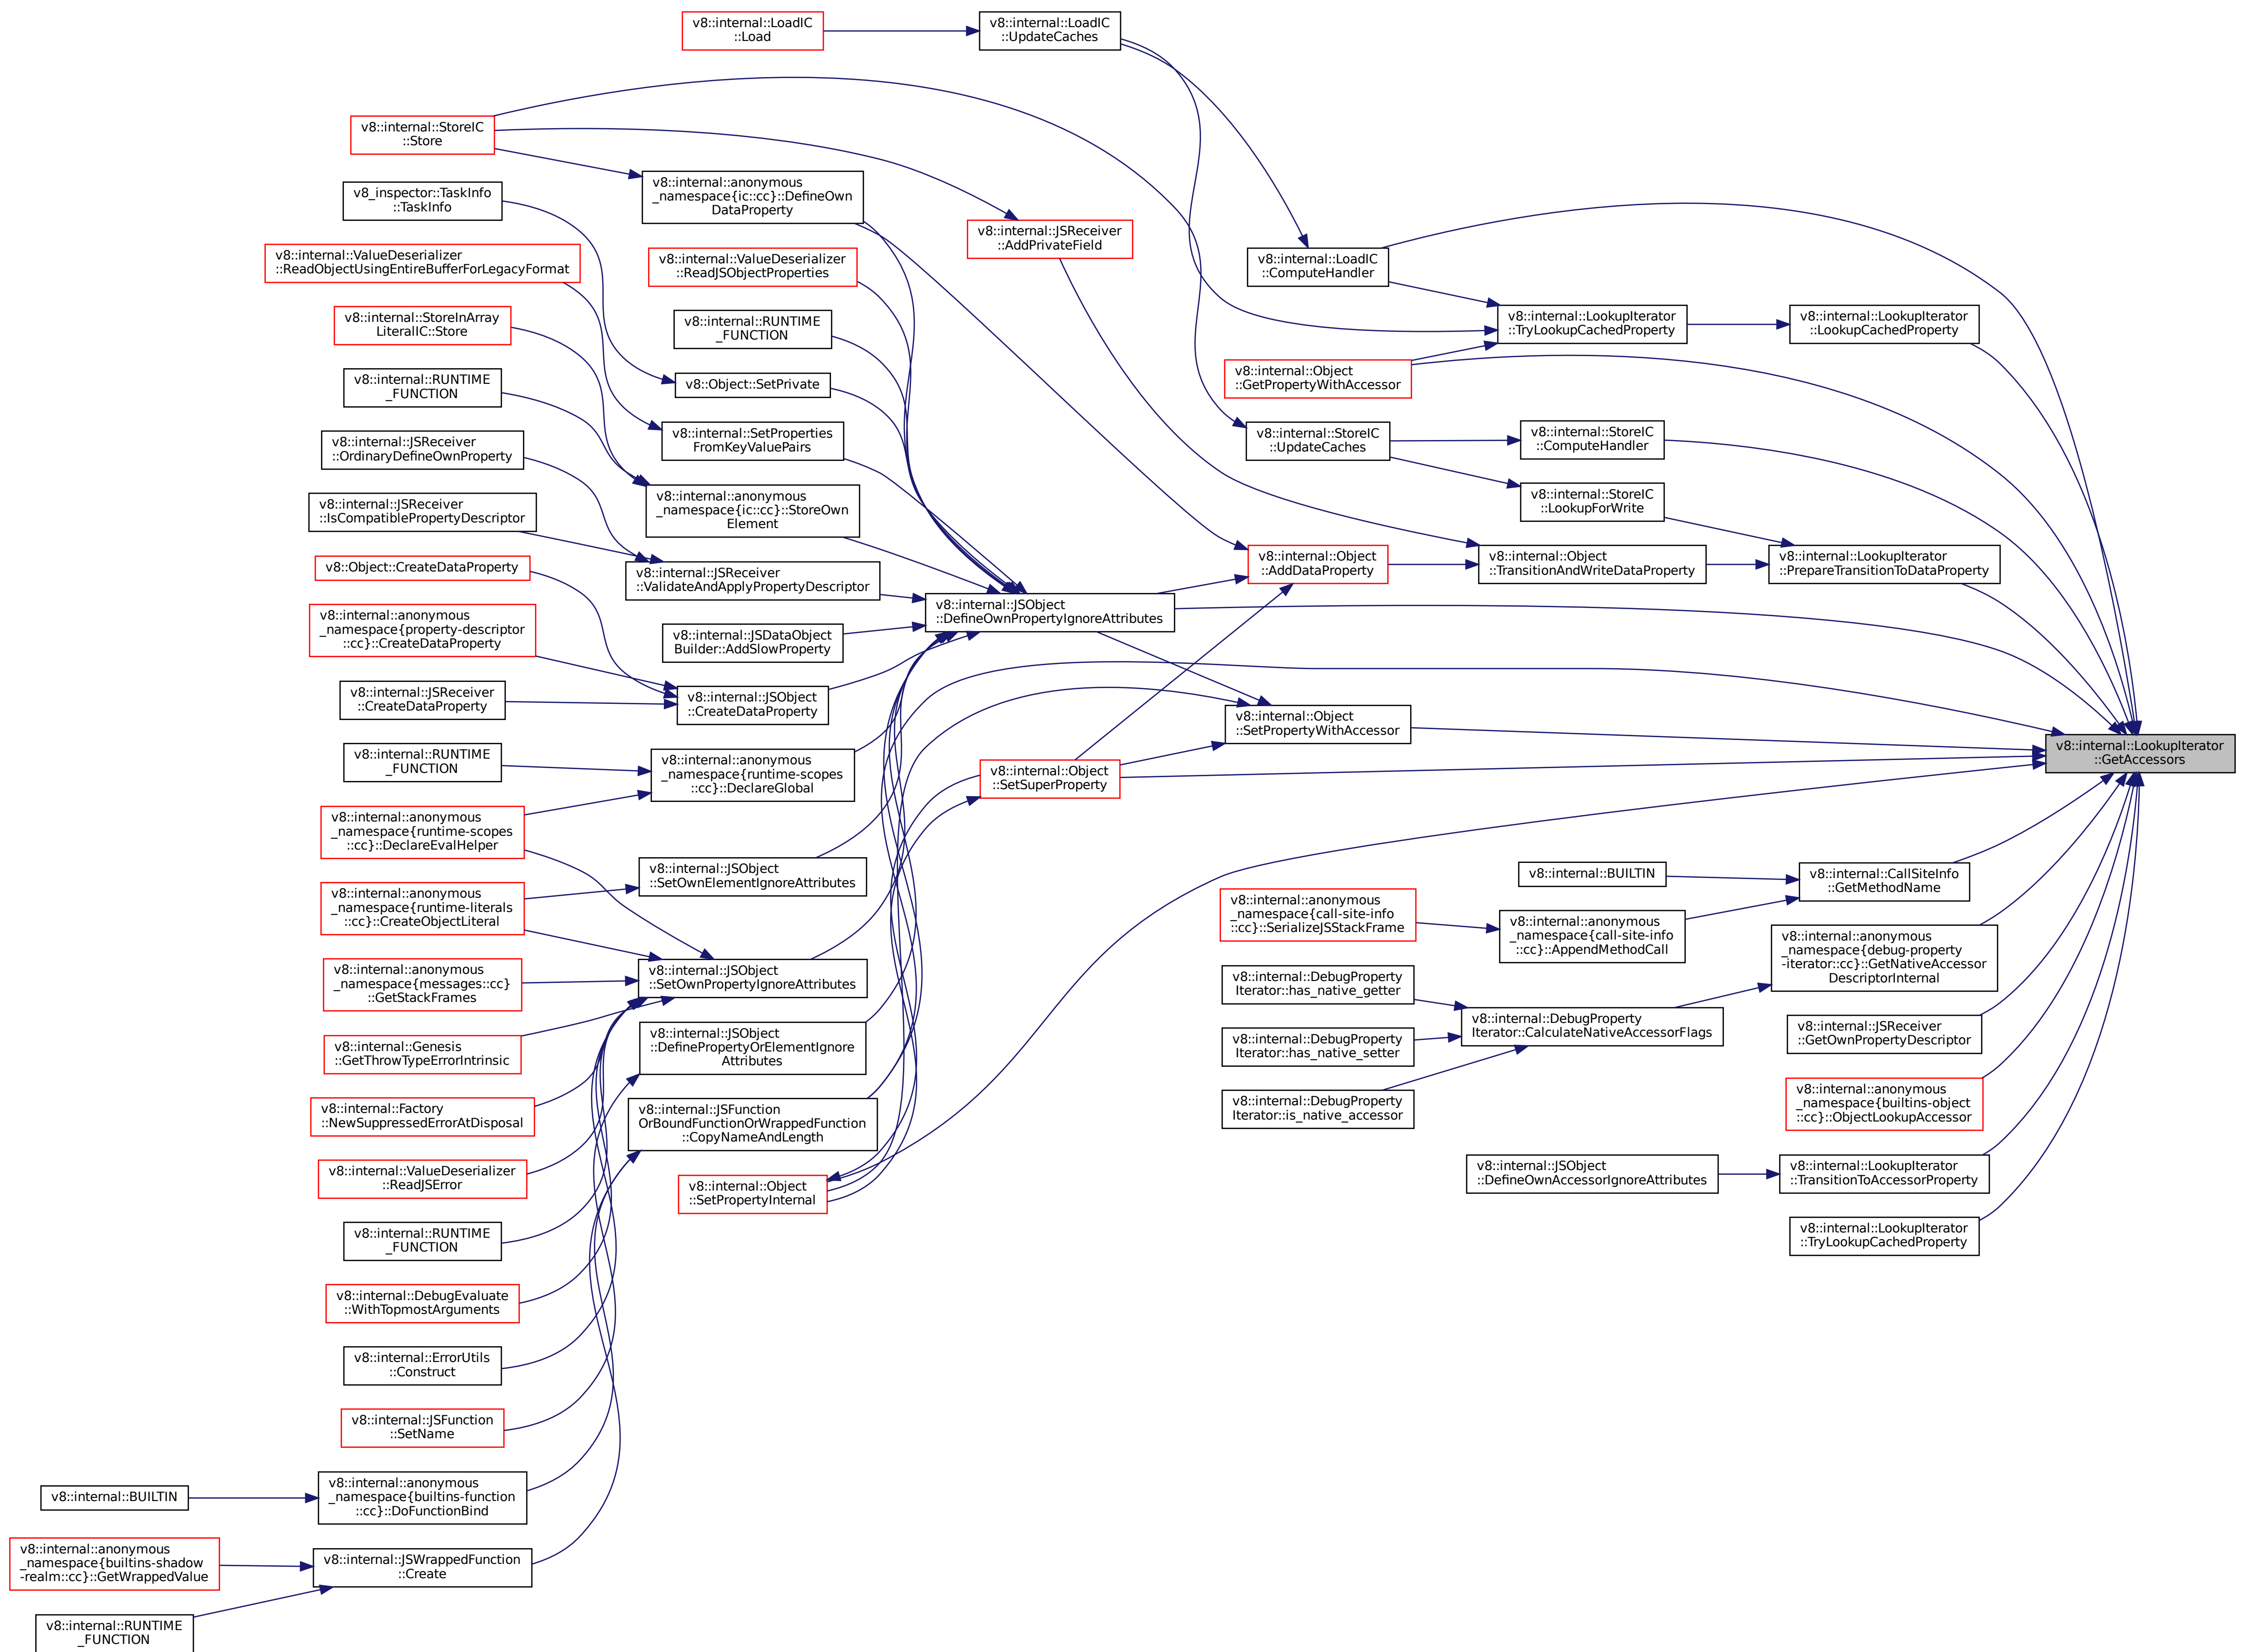 v8::internal::LoadIC
::Load
v8::internal::LoadIC
::UpdateCaches
v8::internal::StoreIC
::Store
v8_inspector::TaskInfo
::TaskInfo
v8::internal::ValueDeserializer
::ReadObjectUsingEntireBufferForLegacyFormat
v8::internal::StoreInArray
LiteralIC::Store
v8::internal::RUNTIME
_FUNCTION
v8::internal::JSReceiver
::OrdinaryDefineOwnProperty
v8::internal::JSReceiver
::IsCompatiblePropertyDescriptor
v8::Object::CreateDataProperty
v8::internal::anonymous
_namespace{property-descriptor
::cc}::CreateDataProperty
v8::internal::JSReceiver
::CreateDataProperty
v8::internal::RUNTIME
_FUNCTION
v8::internal::anonymous
_namespace{runtime-scopes
::cc}::DeclareEvalHelper
v8::internal::anonymous
_namespace{runtime-literals
::cc}::CreateObjectLiteral
v8::internal::anonymous
_namespace{messages::cc}
::GetStackFrames
v8::internal::Genesis
::GetThrowTypeErrorIntrinsic
v8::internal::Factory
::NewSuppressedErrorAtDisposal
v8::internal::ValueDeserializer
::ReadJSError
v8::internal::RUNTIME
_FUNCTION
v8::internal::DebugEvaluate
::WithTopmostArguments
v8::internal::ErrorUtils
::Construct
v8::internal::JSFunction
::SetName
v8::internal::BUILTIN
v8::internal::anonymous
_namespace{builtins-function
::cc}::DoFunctionBind
v8::internal::anonymous
_namespace{builtins-shadow
-realm::cc}::GetWrappedValue
v8::internal::JSWrappedFunction
::Create
v8::internal::RUNTIME
_FUNCTION
v8::internal::anonymous
_namespace{ic::cc}::DefineOwn
DataProperty
v8::internal::ValueDeserializer
::ReadJSObjectProperties
v8::internal::RUNTIME
_FUNCTION
v8::Object::SetPrivate
v8::internal::SetProperties
FromKeyValuePairs
v8::internal::anonymous
_namespace{ic::cc}::StoreOwn
Element
v8::internal::JSReceiver
::ValidateAndApplyPropertyDescriptor
v8::internal::JSDataObject
Builder::AddSlowProperty
v8::internal::JSObject
::CreateDataProperty
v8::internal::anonymous
_namespace{runtime-scopes
::cc}::DeclareGlobal
v8::internal::JSObject
::SetOwnElementIgnoreAttributes
v8::internal::JSObject
::SetOwnPropertyIgnoreAttributes
v8::internal::JSObject
::DefinePropertyOrElementIgnore
Attributes
v8::internal::JSFunction
OrBoundFunctionOrWrappedFunction
::CopyNameAndLength
v8::internal::Object
::SetPropertyInternal
v8::internal::JSReceiver
::AddPrivateField
v8::internal::JSObject
::DefineOwnPropertyIgnoreAttributes
v8::internal::Object
::SetSuperProperty
v8::internal::LoadIC
::ComputeHandler
v8::internal::Object
::GetPropertyWithAccessor
v8::internal::StoreIC
::UpdateCaches
v8::internal::Object
::AddDataProperty
v8::internal::Object
::SetPropertyWithAccessor
v8::internal::anonymous
_namespace{call-site-info
::cc}::SerializeJSStackFrame
v8::internal::DebugProperty
Iterator::has_native_getter
v8::internal::DebugProperty
Iterator::has_native_setter
v8::internal::DebugProperty
Iterator::is_native_accessor
v8::internal::LookupIterator
::TryLookupCachedProperty
v8::internal::StoreIC
::ComputeHandler
v8::internal::StoreIC
::LookupForWrite
v8::internal::Object
::TransitionAndWriteDataProperty
v8::internal::BUILTIN
v8::internal::anonymous
_namespace{call-site-info
::cc}::AppendMethodCall
v8::internal::DebugProperty
Iterator::CalculateNativeAccessorFlags
v8::internal::JSObject
::DefineOwnAccessorIgnoreAttributes
v8::internal::LookupIterator
::LookupCachedProperty
v8::internal::LookupIterator
::PrepareTransitionToDataProperty
v8::internal::CallSiteInfo
::GetMethodName
v8::internal::anonymous
_namespace{debug-property
-iterator::cc}::GetNativeAccessor
DescriptorInternal
v8::internal::JSReceiver
::GetOwnPropertyDescriptor
v8::internal::anonymous
_namespace{builtins-object
::cc}::ObjectLookupAccessor
v8::internal::LookupIterator
::TransitionToAccessorProperty
v8::internal::LookupIterator
::TryLookupCachedProperty
v8::internal::LookupIterator
::GetAccessors